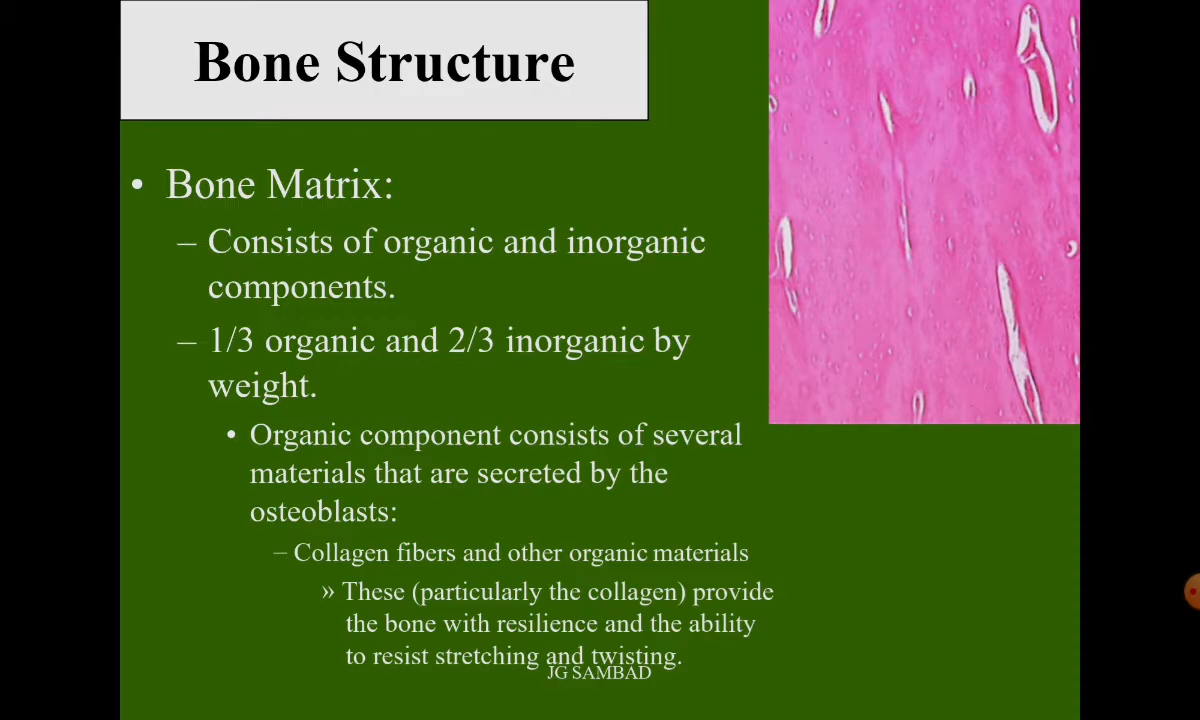 Bone Structure
• Bone Matrix:
– Consists of organic and inorganic
components.
– 1/3 organic and 2/3 inorganic by
weight.
• Organic component consists of several
materials that are secreted by the
osteoblasts:
– Collagen fibers and other organic materials
» These (particularly the collagen) provide
the bone with resilience and the ability
to resist stretching and twisting.
JG SAMBAD